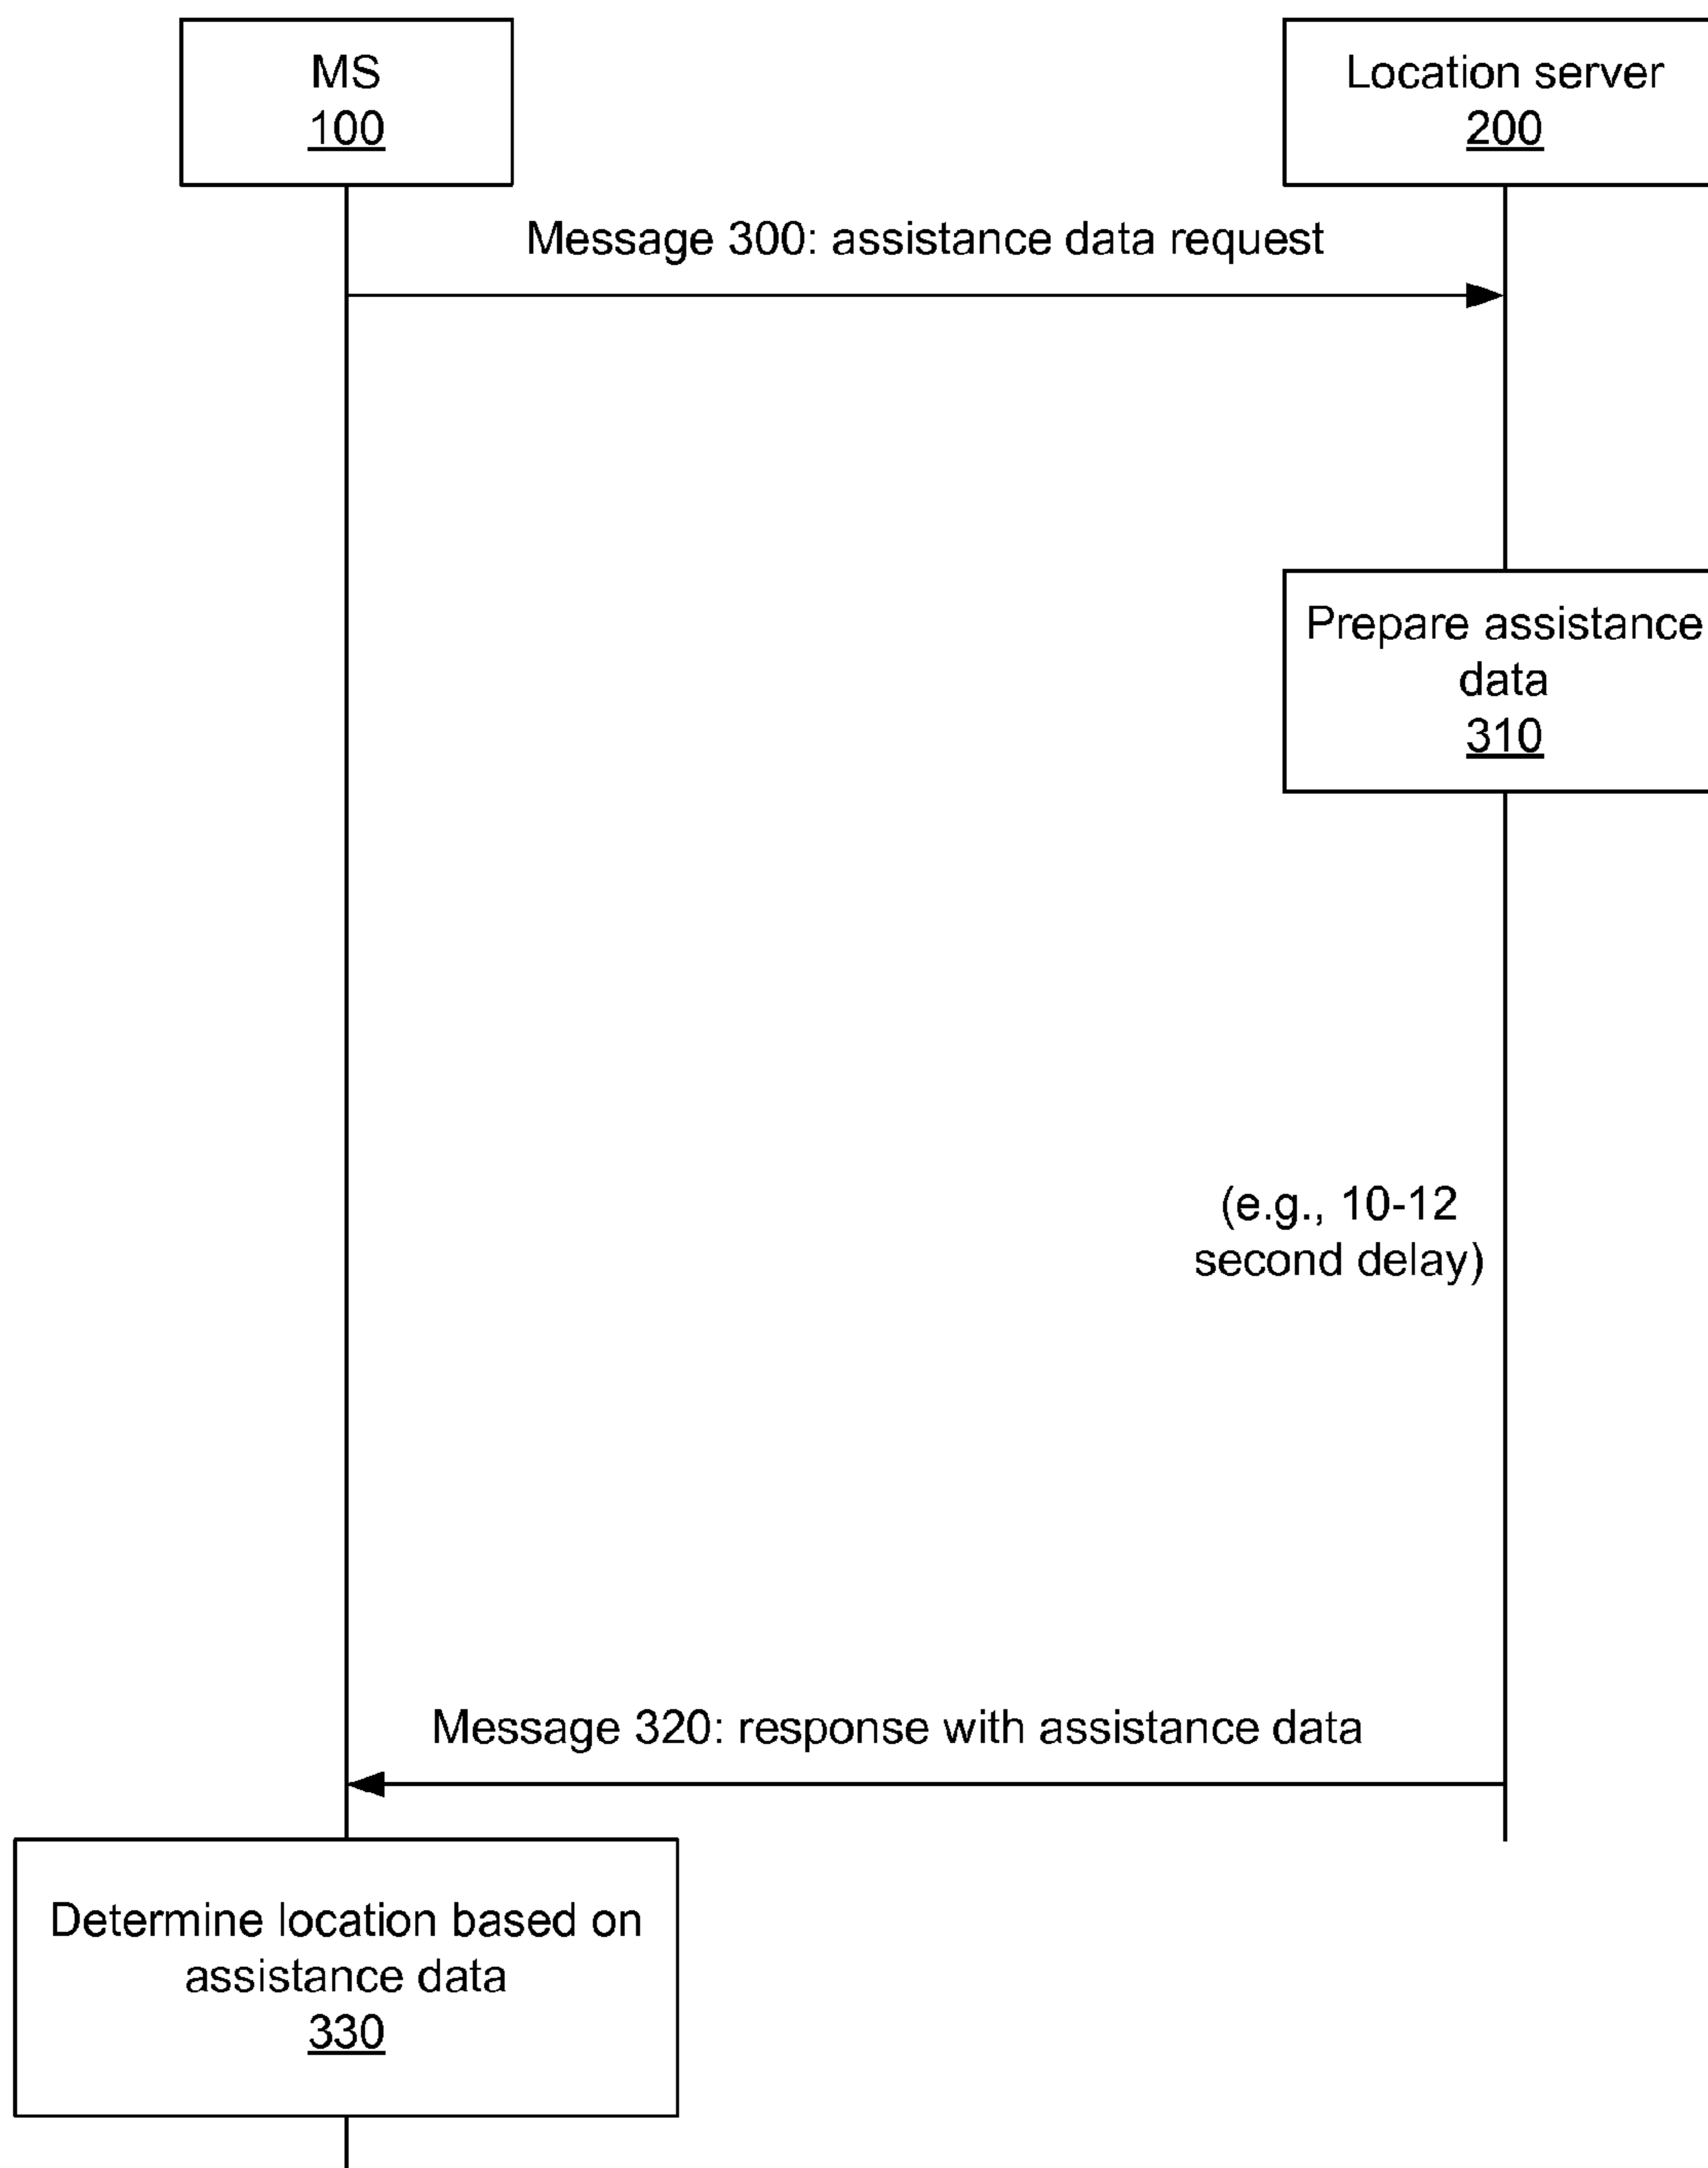 MS
100
Location server
200
Message 300: assistance data request
Prepare assistance
data
310
(e.g., 10-12
second delay)
Message 320: response with assistance data
Determine location based on
assistance data
330